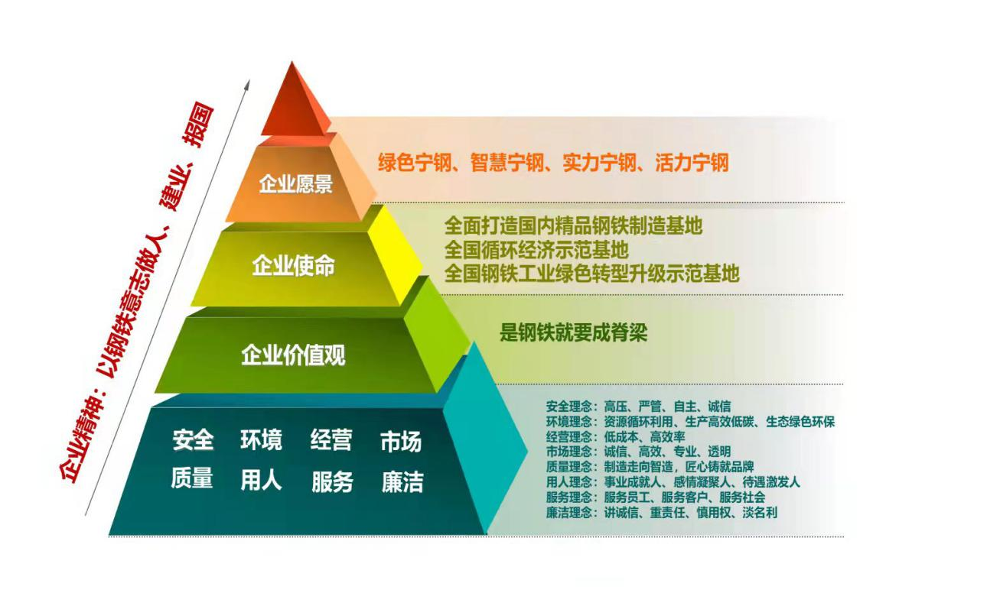 企业精神：以钢铁意志做人、建业、报国
企业愿景
绿色宁钢、智慧宁钢、实力宁钢、活力宁钢
企业使命
全面打造国内精品钢铁制造基地
全国循环经济示范基地
全国钢铁工业绿色转型升级示范基地
企业价值观
是钢铁就要成脊梁
安全 环境 经营 市场
质量 用人 服务 廉洁
安全理念：高压、严管、自主、诚信
环境理念：资源循环利用、生产高效低碳、生态绿色环保
经营理念：低成本、高效率
市场理念：诚信、高效、专业、透明
质量理念：制造走向智造，匠心铸就品牌
用人理念：事业成就人、感情凝聚人、待遇激发人
服务理念：服务员工、服务客户、服务社会
廉洁理念：讲诚信、重责任、慎用权、淡名利